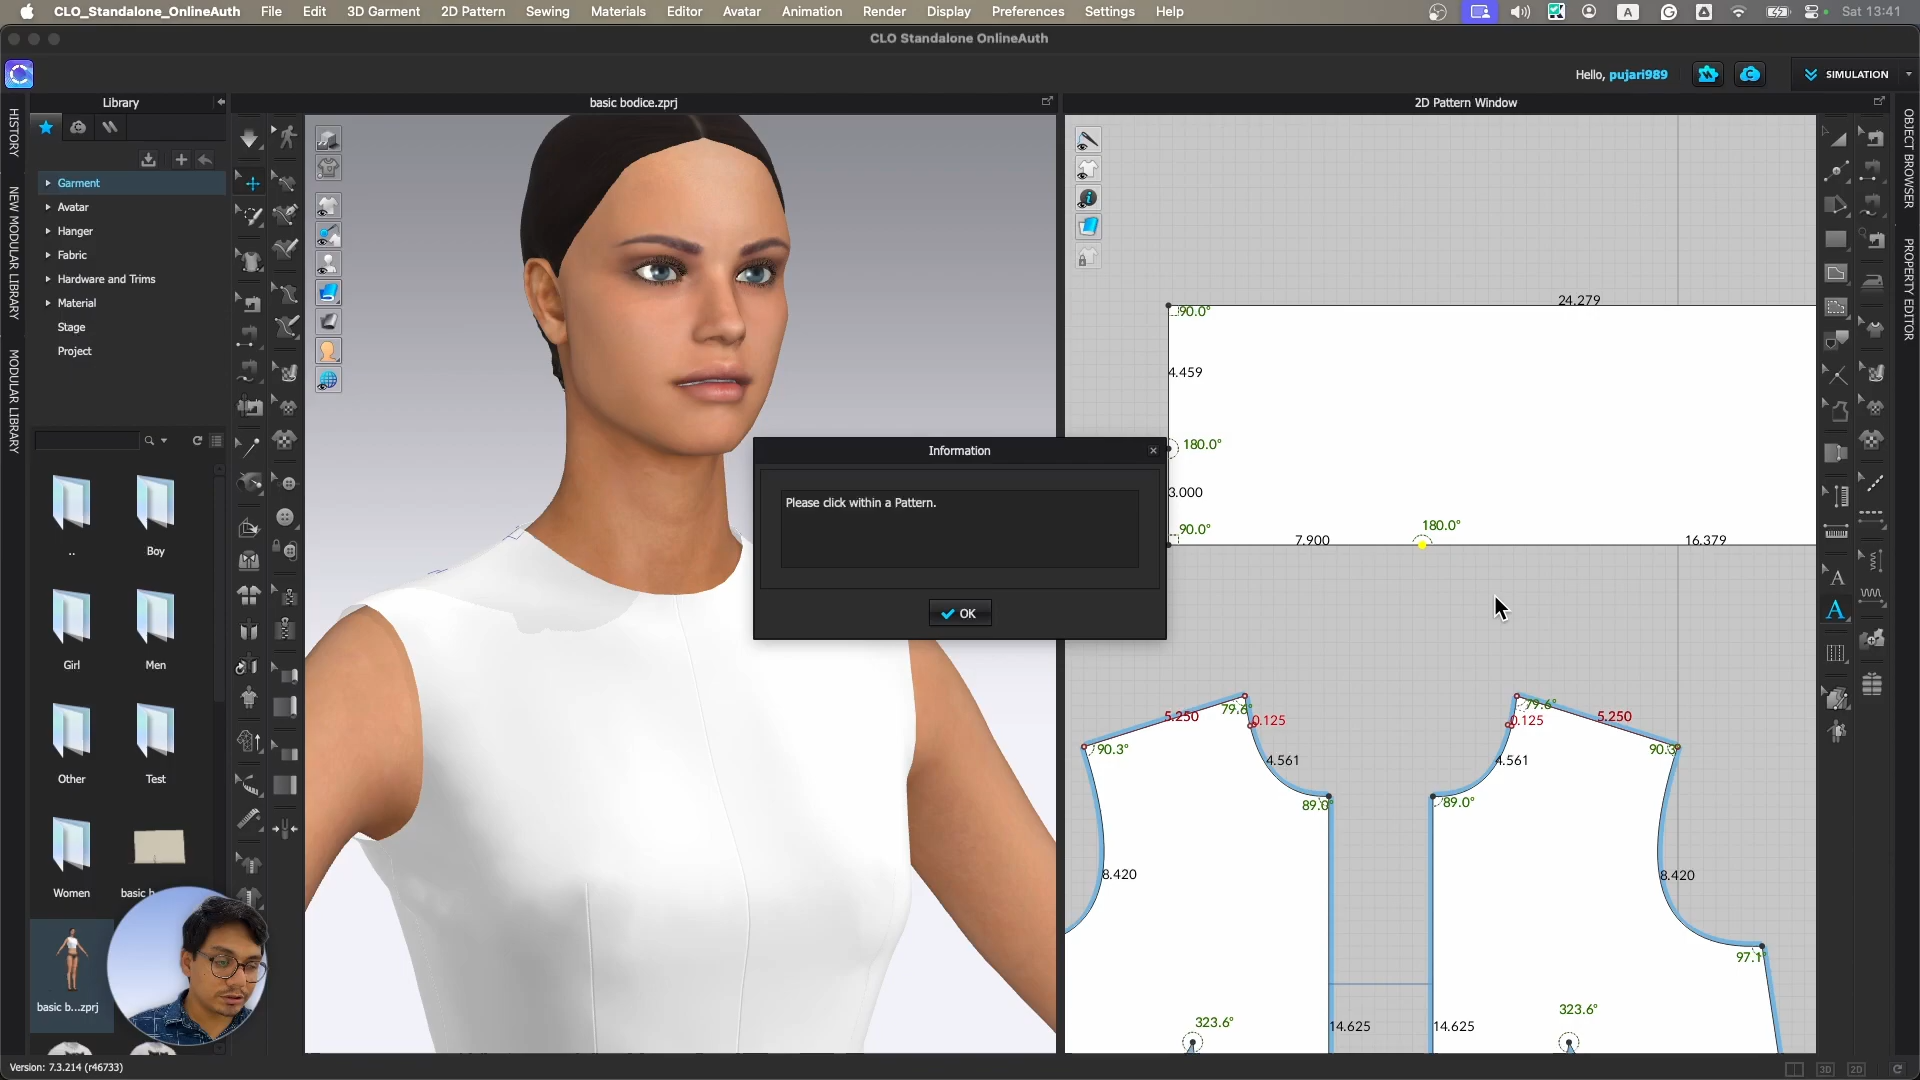 CLO_Standalone_OnlineAuth File Edit 3D Garment 2D Pattern Sewing Materials Editor Avatar Animation Render Display Preferences Settings Help A Sat 13:41
CLO Standalone OnlineAuth
Hello, pujari989 SIMULATION
Library
basic bodice.zprj
2D Pattern Window
HISTORY
NEW MODULAR LIBRARY
MODULAR LIBRARY
Garment
Avatar
Hanger
Fabric
Hardware and Trims
Material
Stage
Project
..
Boy
Girl
Men
Other
Test
Women
basic b
basic b...zprj
Information
Please click within a Pattern.
OK
24.279
90.0°
4.459
180.0°
3.000
90.0°
7.900
180.0°
16.379
5.250
79.6°
0.125
90.3°
4.561
89.0°
8.420
323.6°
14.625
79.6°
0.125
5.250
90.3°
4.561
89.0°
8.420
97.1°
323.6°
14.625
A
A
OBJECT BROWSER
PROPERTY EDITOR
Version: 7.3.214 (r46733)
3D 2D